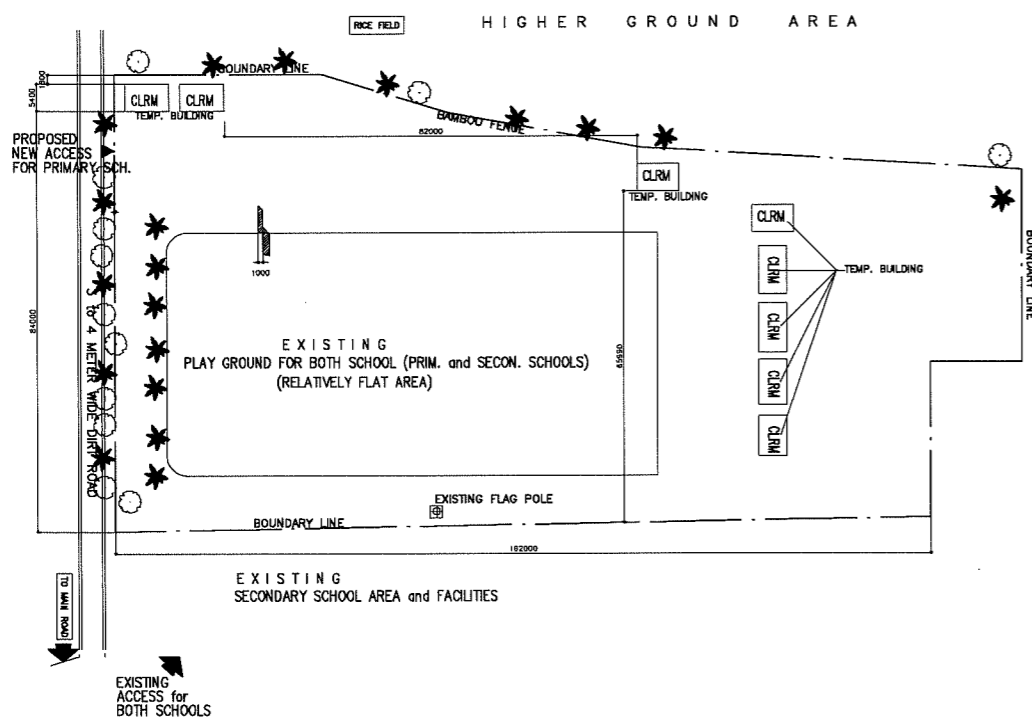 RICE FIELD
HIGHER GROUND AREA
BOUNDARY LINE
1800
5400
CLRM
CLRM
TEMP. BUILDING
BAMBOU FENCE
82000
PROPOSED
NEW ACCESS
FOR PRIMARY SCH.
CLRM
TEMP. BUILDING
CLRM
CLRM
CLRM
CLRM
CLRM
TEMP. BUILDING
BOUNDARY LINE
1000
84000
3 to 4 METER WIDE DIRT ROAD
EXISTING
PLAY GROUND FOR BOTH SCHOOL (PRIM. and SECON. SCHOOLS)
(RELATIVELY FLAT AREA)
EXISTING FLAG POLE
BOUNDARY LINE
162000
EXISTING
SECONDARY SCHOOL AREA and FACILITIES
TO MAIN ROAD
EXISTING
ACCESS for
BOTH SCHOOLS